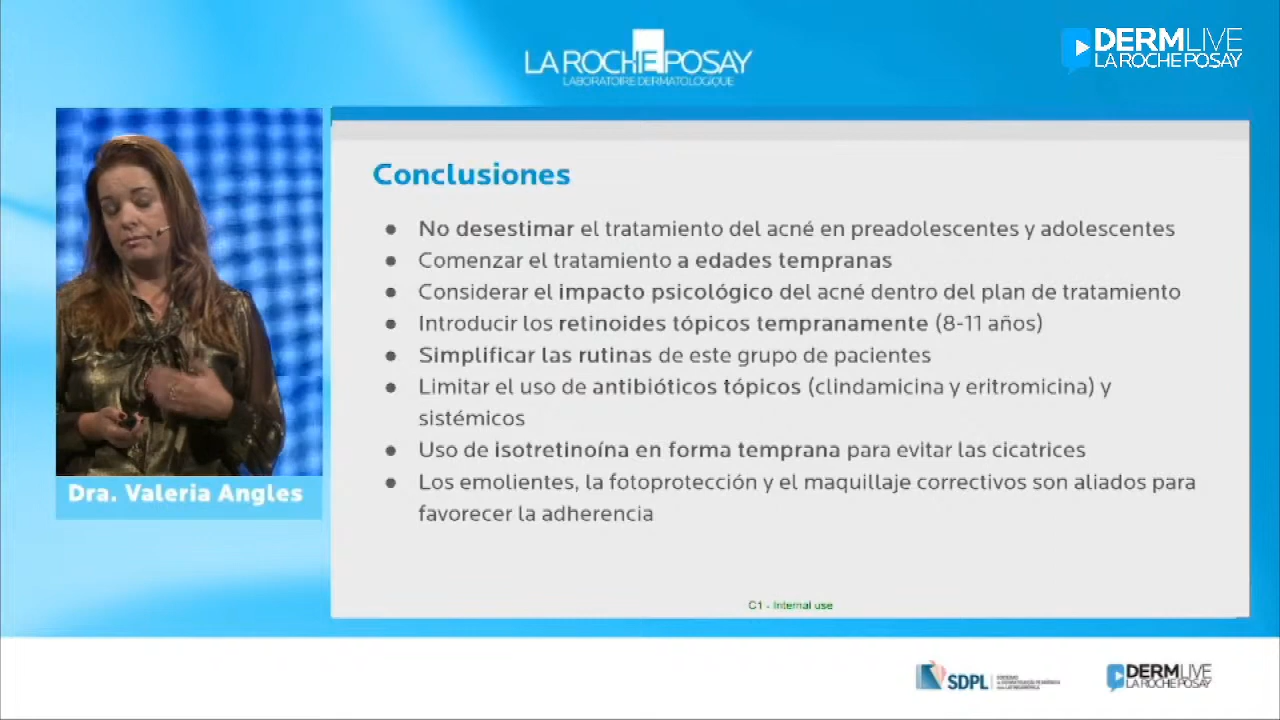 LA ROCHE POSAY
LABORATOIRE DERMATOLOGIQUE
DERMLIVE
LA ROCHE POSAY
Conclusiones
● No desestimar el tratamiento del acné en preadolescentes y adolescentes
● Comenzar el tratamiento a edades tempranas
● Considerar el impacto psicológico del acné dentro del plan de tratamiento
● Introducir los retinoides tópicos tempranamente (8-11 años)
● Simplificar las rutinas de este grupo de pacientes
● Limitar el uso de antibióticos tópicos (clindamicina y eritromicina) y
sistémicos
● Uso de isotretinoína en forma temprana para evitar las cicatrices
● Los emolientes, la fotoprotección y el maquillaje correctivos son aliados para
favorecer la adherencia
C1 - Internal use
Dra. Valeria Angles
SDPL
DERMLIVE
LA ROCHE POSAY